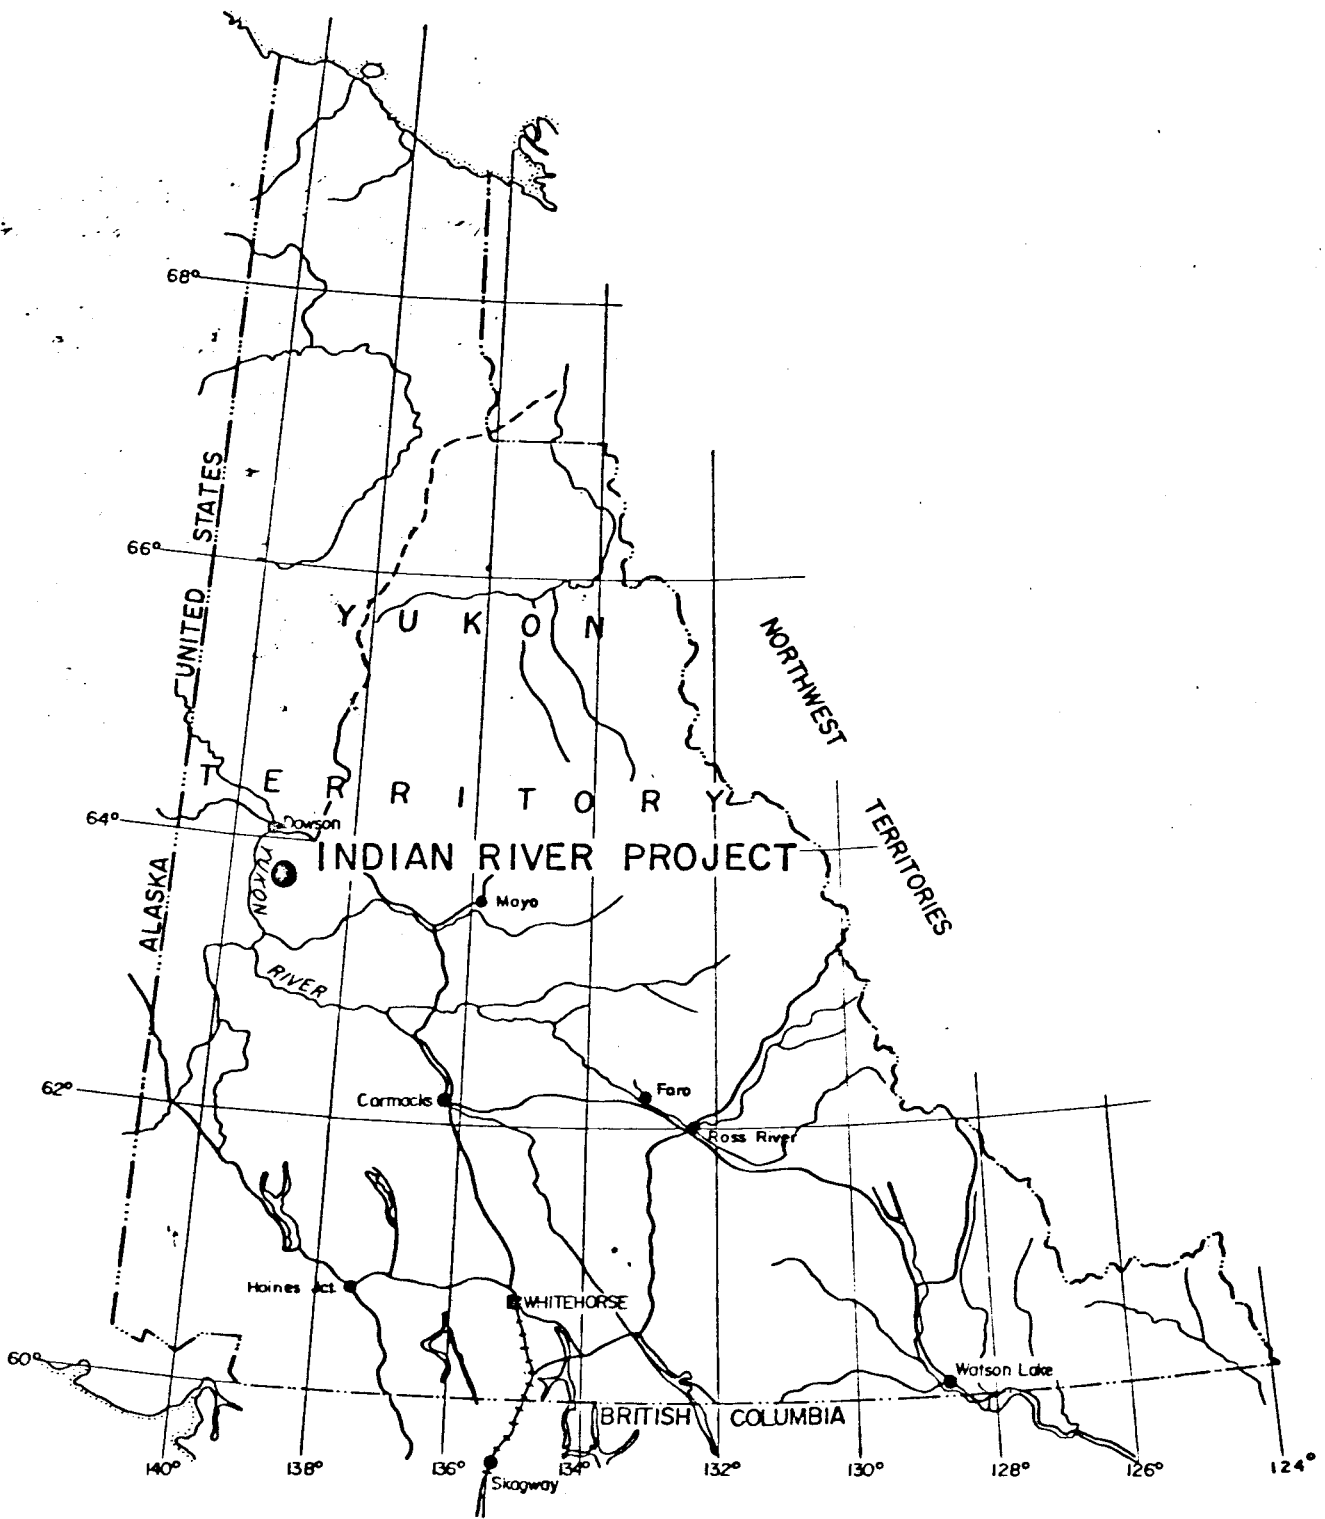 68°
UNITED STATES
66°
YUKON
NORTHWEST
TERRITORIES
TERRITORY
64°
Dawson
INDIAN RIVER PROJECT
ALASKA
YUKON
Mayo
RIVER
62°
Carmacks
Faro
Ross River
Haines Jct.
WHITEHORSE
60°
Watson Lake
BRITISH COLUMBIA
140°
138°
136°
134°
132°
130°
128°
126°
124°
Skagway